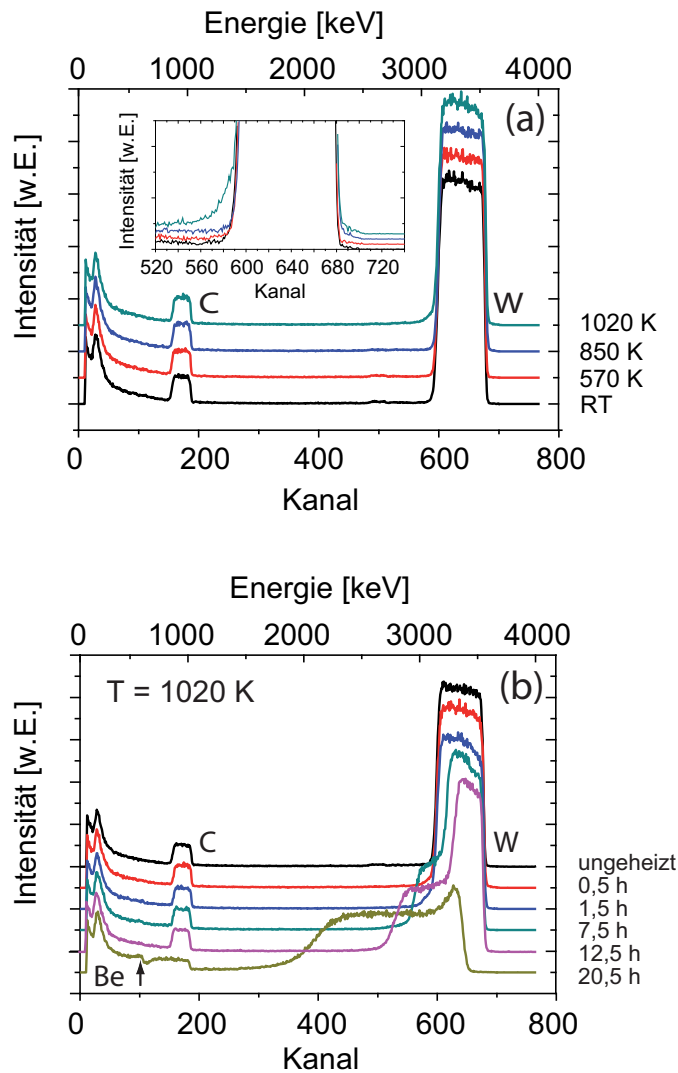 Energie [keV]
0 1000 2000 3000 4000
(a)
Intensität [w.E.]
Intensität [w.E.]
520 560 600 640 680 720
Kanal
C
W
1020 K
850 K
570 K
RT
0 200 400 600 800
Kanal
Energie [keV]
0 1000 2000 3000 4000
T = 1020 K
(b)
Intensität [w.E.]
C
W
ungeheizt
0,5 h
1,5 h
7,5 h
12,5 h
20,5 h
Be
0 200 400 600 800
Kanal